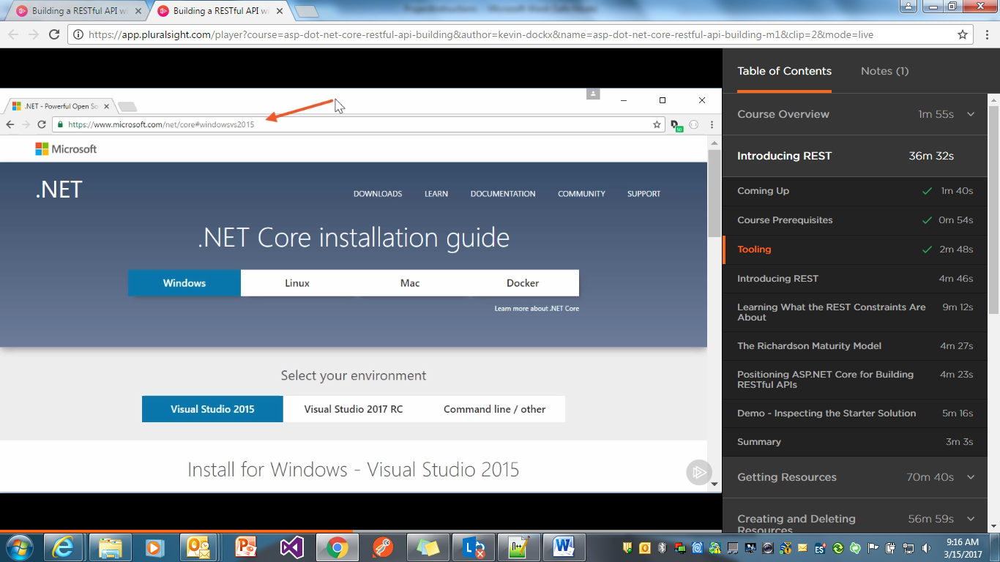 Building a RESTful API w
Building a RESTful API w
https://app.pluralsight.com/player?course=asp-dot-net-core-restful-api-building&author=kevin-dockx&name=asp-dot-net-core-restful-api-building-m1&clip=2&mode=live
.NET - Powerful Open So
https://www.microsoft.com/net/core#windowsvs2015
Microsoft
.NET
DOWNLOADS LEARN DOCUMENTATION COMMUNITY SUPPORT
.NET Core installation guide
Windows Linux Mac Docker
Learn more about .NET Core
Select your environment
Visual Studio 2015 Visual Studio 2017 RC Command line / other
Install for Windows - Visual Studio 2015
Table of Contents Notes (1)
Course Overview 1m 55s
Introducing REST 36m 32s
Coming Up 1m 40s
Course Prerequisites 0m 54s
Tooling 2m 48s
Introducing REST 4m 46s
Learning What the REST Constraints Are 9m 12s
About
The Richardson Maturity Model 4m 27s
Positioning ASP.NET Core for Building 4m 23s
RESTful APIs
Demo - Inspecting the Starter Solution 5m 16s
Summary 3m 3s
Getting Resources 70m 40s
Creating and Deleting 56m 59s
Resources
9:16 AM
3/15/2017